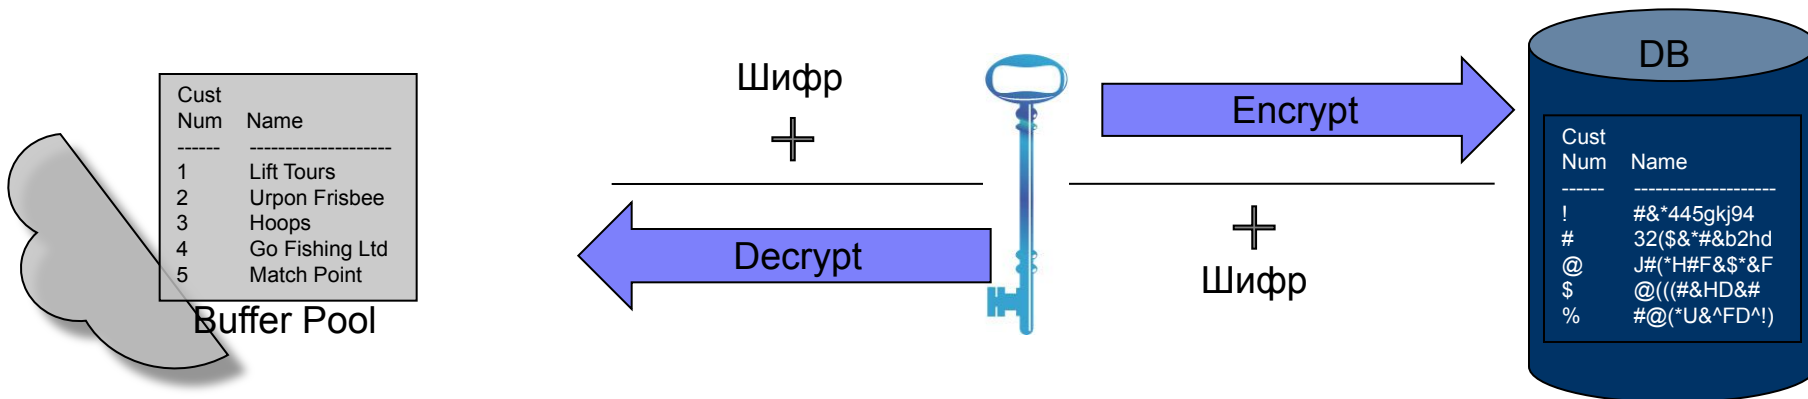 Cust
Num Name
------ --------------------
1 Lift Tours
2 Urpon Frisbee
3 Hoops
4 Go Fishing Ltd
5 Match Point
Buffer Pool
Шифр
+
Encrypt
Decrypt
+
Шифр
DB
Cust
Num Name
------ --------------------
! #&*445gkj94
# 32($&*#&b2hd
@ J#(*H#F&$*&F
$ @(((#&HD&#
% #@(*U&^FD^!)